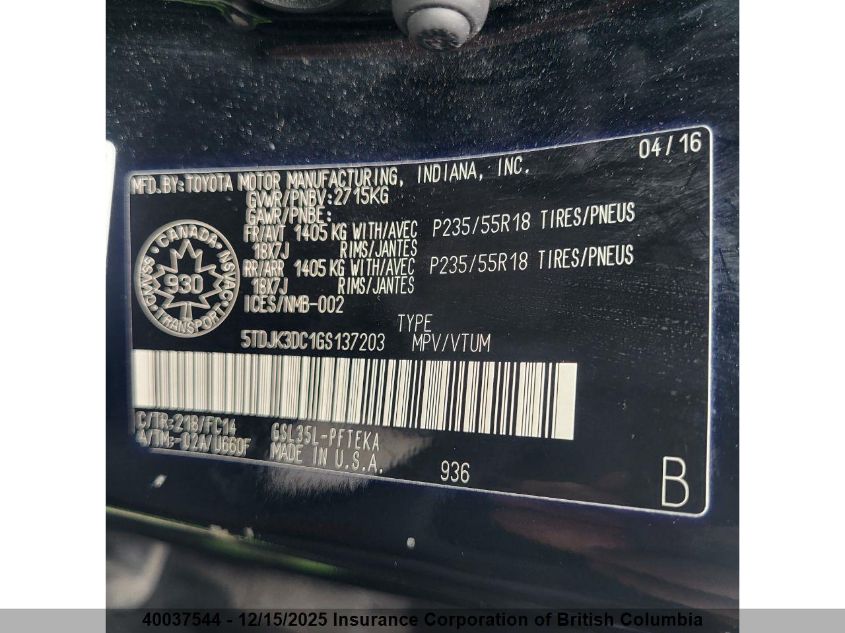 04/16
MFD.BY:TOYOTA MOTOR MANUFACTURING, INDIANA, INC.
GVWR/PNBV:2715KG
GAWR/PNBE:
FR/AVT 1405 KG WITH/AVEC P235/55R18 TIRES/PNEUS
18X7J RIMS/JANTES
RR/ARR 1405 KG WITH/AVEC P235/55R18 TIRES/PNEUS
18X7J RIMS/JANTES
ICES/NMB-002
CANADA
NSVAC
930
TRANSPORT
TYPE
5TDJK3DC1GS137203 MPV/VTUM
C/TR:218/FC14 GSL35L-PFTEKA
A/TM:-02A/U660F MADE IN U.S.A.
936
B
40037544 - 12/15/2025 Insurance Corporation of British Columbia